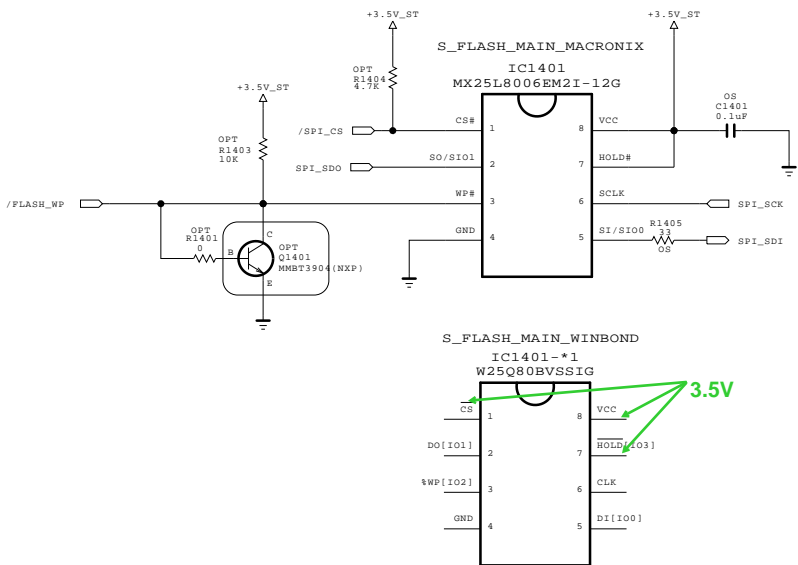 +3.5V_ST
+3.5V_ST
S_FLASH_MAIN_MACRONIX
OPT
R1404
4.7K
IC1401
MX25L8006EM2I-12G
+3.5V_ST
OS
C1401
0.1uF
/SPI_CS
CS#
1
8
VCC
OPT
R1403
10K
SPI_SDO
SO/SIO1
2
7
HOLD#
/FLASH_WP
WP#
3
6
SCLK
SPI_SCK
OPT
R1401
0
B
C
E
OPT
Q1401
MMBT3904(NXP)
GND
4
5
SI/SIO0
R1405
33
OS
SPI_SDI
S_FLASH_MAIN_WINBOND
IC1401-*1
W25Q80BVSSIG
3.5V
CS
1
8
VCC
DO[IO1]
2
7
HOLD[IO3]
%WP[IO2]
3
6
CLK
GND
4
5
DI[IO0]